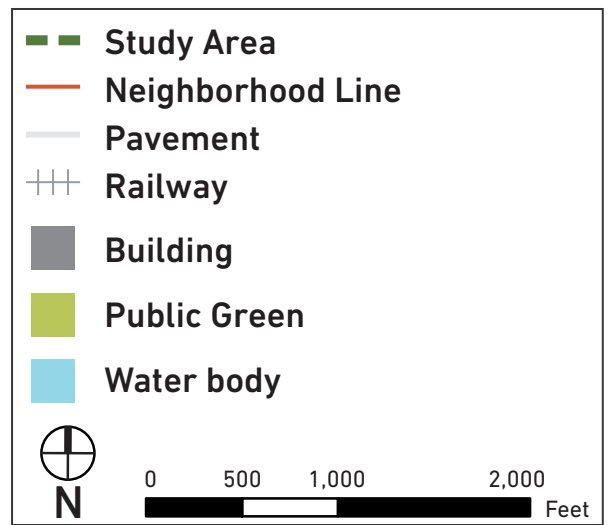 Study Area
Neighborhood Line
Pavement
Railway
Building
Public Green
Water body
N
0 500 1,000 2,000
Feet